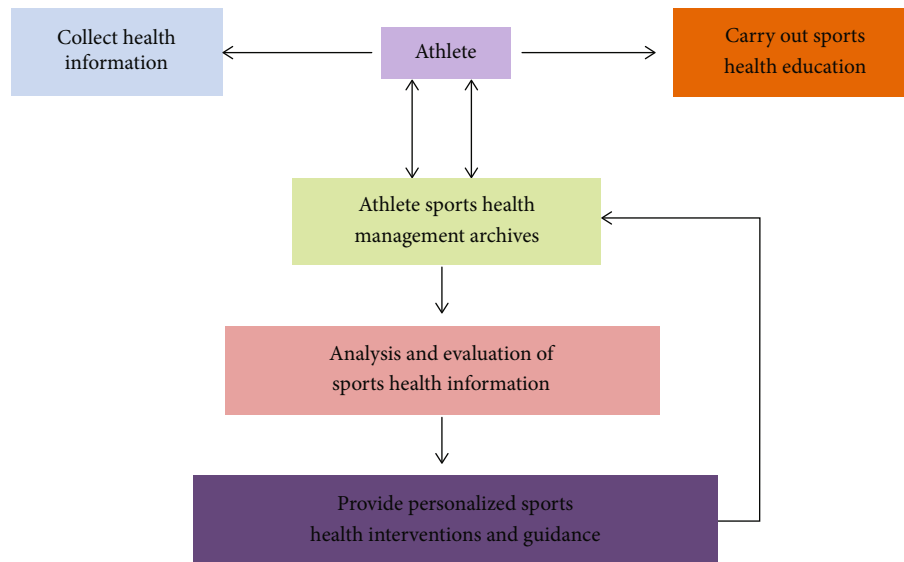 Collect health
information
Athlete
Carry out sports
health education
Athlete sports health
management archives
Analysis and evaluation of
sports health information
Provide personalized sports
health interventions and guidance